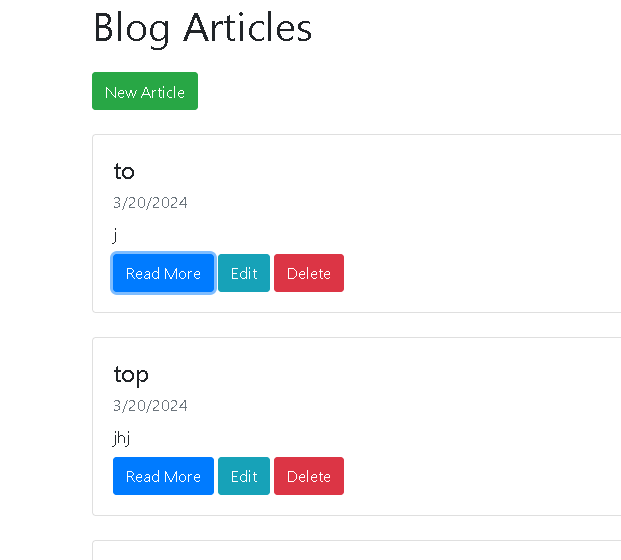 Blog Articles
New Article
to
3/20/2024
j
Read More Edit Delete
top
3/20/2024
jhj
Read More Edit Delete